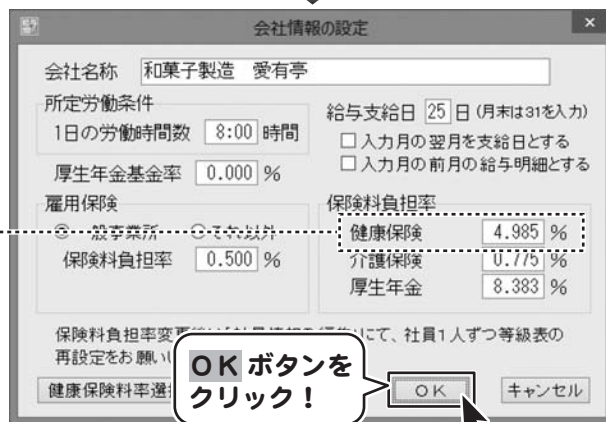 会社情報の設定
会社名称 和菓子製造 愛有亭
所定労働条件
1日の労働時間数 8:00 時間
給与支給日 25 日 (月末は31を入力)
入力月の翌月を支給日とする
入力月の前月の給与明細とする
厚生年金基金率 0.000 %
雇用保険
一般事業所 それ以外
保険料負担率 0.500 %
保険料負担率
健康保険 4.985 %
介護保険 0.775 %
厚生年金 8.383 %
保険料負担率変更 にて、社員1人ずつ等級表の
再設定をお願い
健康保険料率選
OKボタンを
クリック!
OK
キャンセル